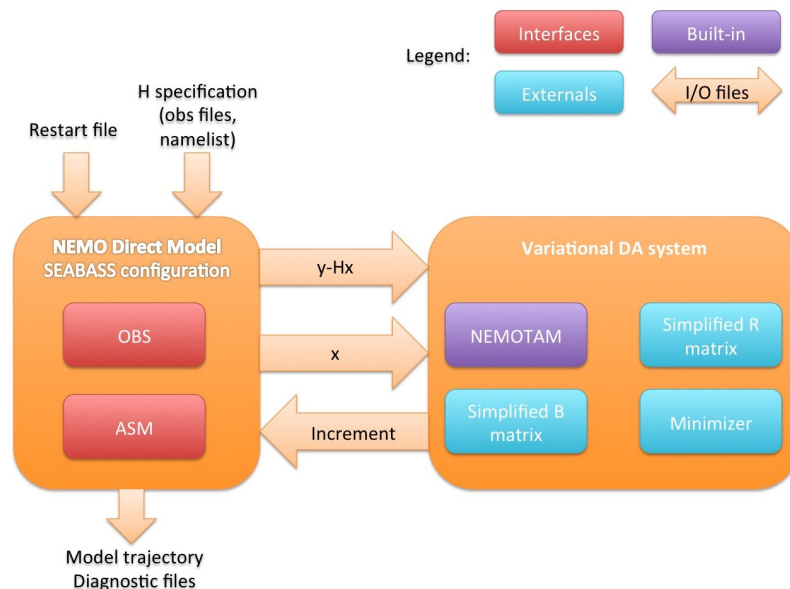 Legend:
Interfaces
Built-in
Externals
I/O files
Restart file
H specification
(obs files,
namelist)
NEMO Direct Model
SEABASS configuration
OBS
ASM
y-Hx
x
Increment
Variational DA system
NEMOTAM
Simplified R
matrix
Simplified B
matrix
Minimizer
Model trajectory
Diagnostic files